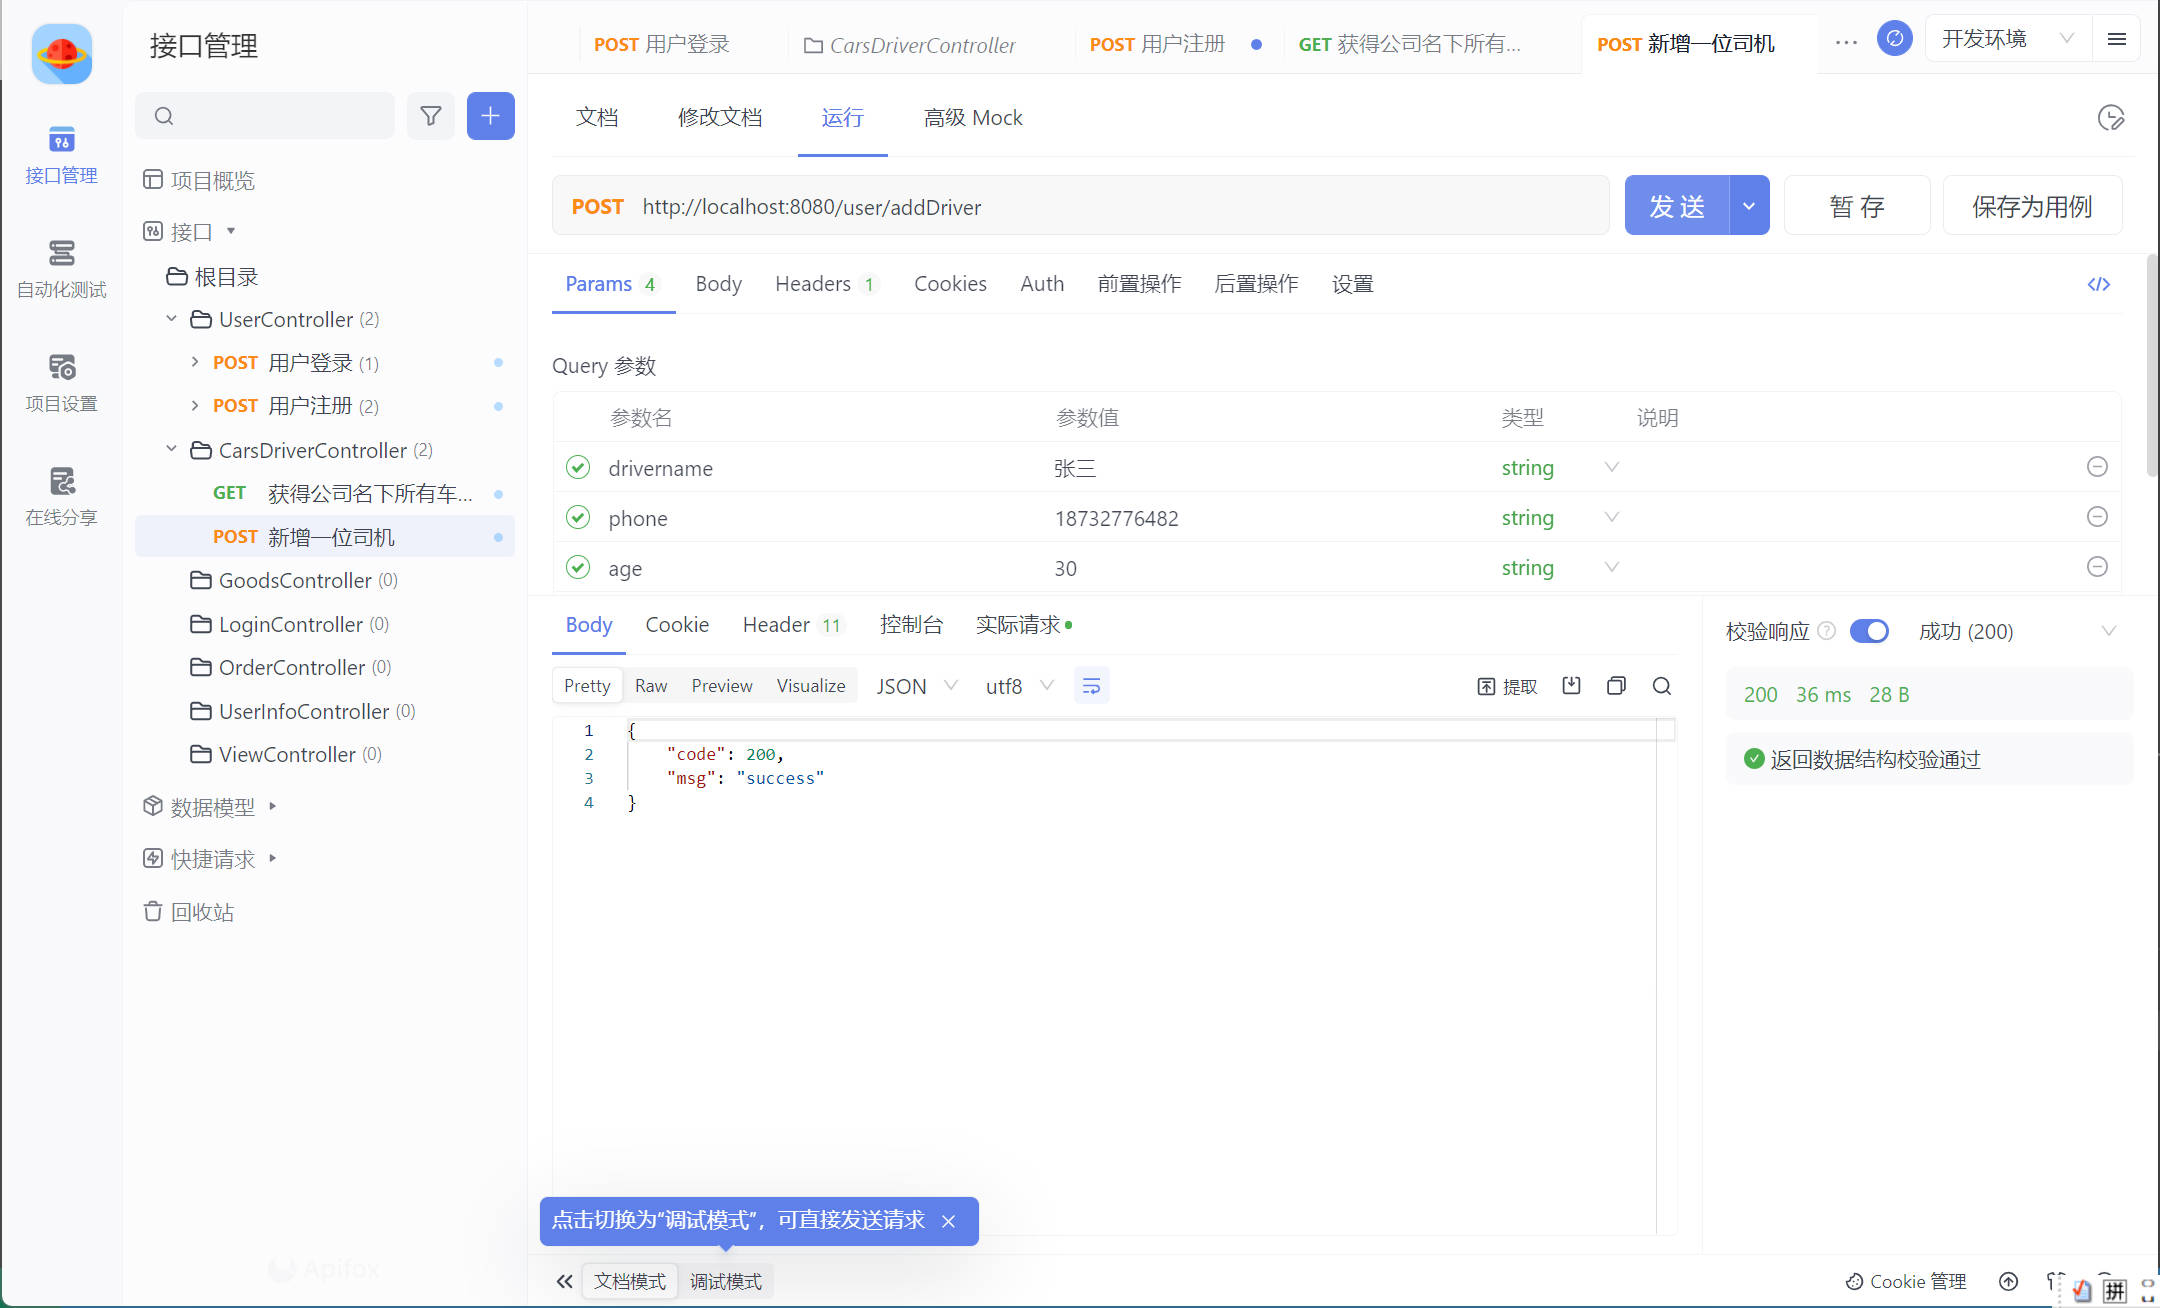 接口管理
POST 用户登录
CarsDriverController
POST 用户注册
GET 获得公司名下所有...
POST 新增一位司机
开发环境
接口管理
自动化测试
项目设置
在线分享
项目概览
接口
根目录
UserController (2)
POST 用户登录 (1)
POST 用户注册 (2)
CarsDriverController (2)
GET 获得公司名下所有车...
POST 新增一位司机
GoodsController (0)
LoginController (0)
OrderController (0)
UserInfoController (0)
ViewController (0)
数据模型
快捷请求
回收站
Apifox
文档 修改文档 运行 高级 Mock
POST http://localhost:8080/user/addDriver
发 送
暂 存
保存为用例
Params 4 Body Headers 1 Cookies Auth 前置操作 后置操作 设置
Query 参数
参数名 参数值 类型 说明
drivername 张三 string
phone 18732776482 string
age 30 string
Body Cookie Header 11 控制台 实际请求
Pretty Raw Preview Visualize JSON utf8
提取
1 {
2 "code": 200,
3 "msg": "success"
4 }
校验响应 成功 (200)
200 36 ms 28 B
返回数据结构校验通过
点击切换为“调试模式”，可直接发送请求
文档模式 调试模式
Cookie 管理
拼